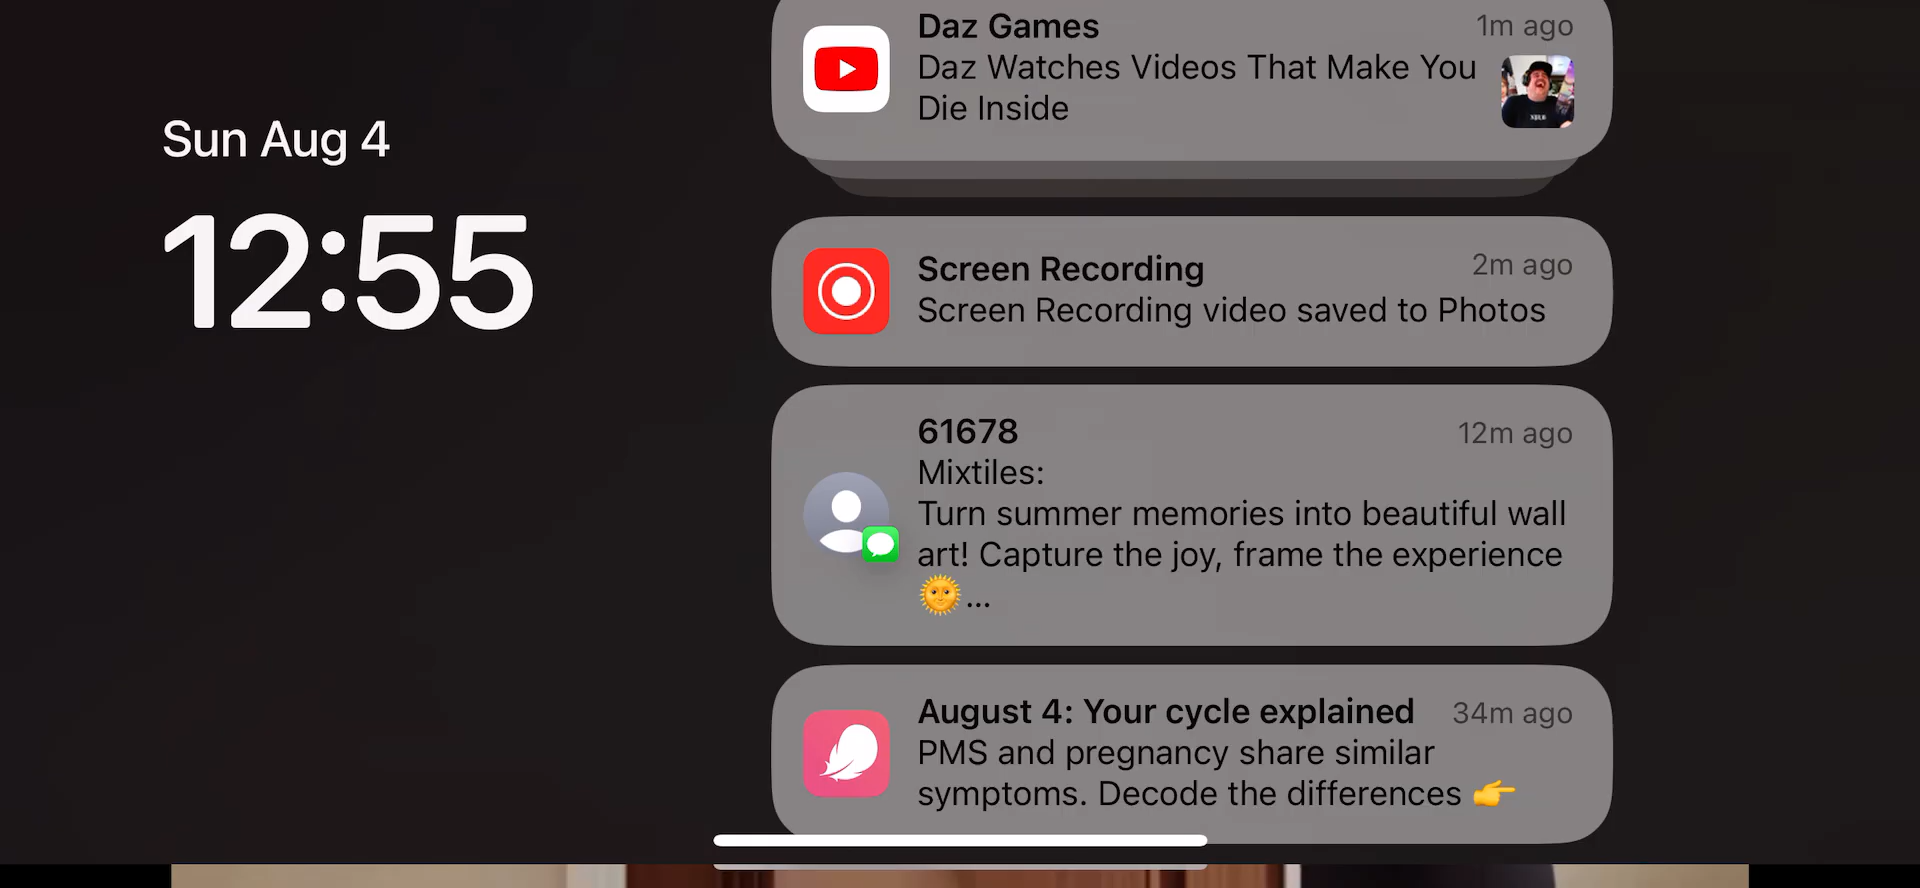 Sun Aug 4
12:55
Daz Games
1m ago
Daz Watches Videos That Make You
Die Inside
Screen Recording
2m ago
Screen Recording video saved to Photos
61678
12m ago
Mixtiles:
Turn summer memories into beautiful wall
art! Capture the joy, frame the experience
🌞...
August 4: Your cycle explained
34m ago
PMS and pregnancy share similar
symptoms. Decode the differences 👉